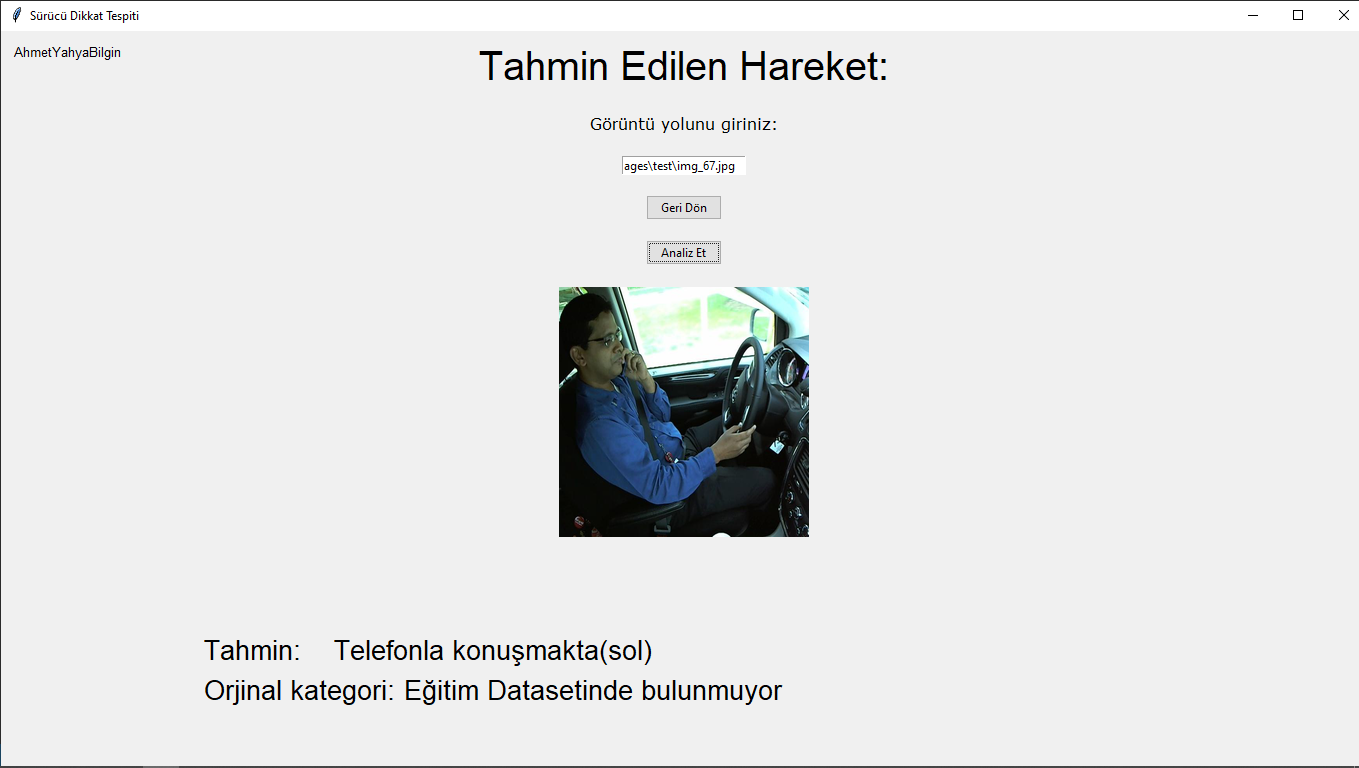 Sürücü Dikkat Tespiti
AhmetYahyaBilgin
Tahmin Edilen Hareket:
Görüntü yolunu giriniz:
ages\test\img_67.jpg
Geri Dön
Analiz Et
Tahmin: Telefonla konuşmakta(sol)
Orjinal kategori: Eğitim Datasetinde bulunmuyor